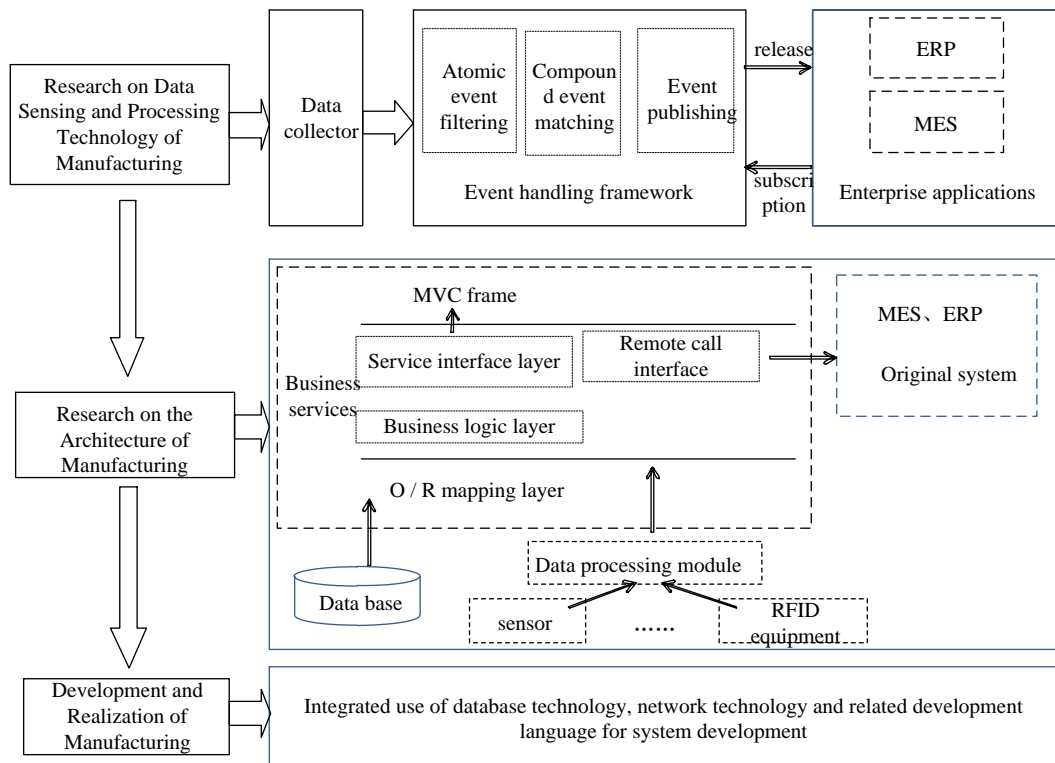 Research on Data
Sensing and Processing
Technology of
Manufacturing
Data
collector
Atomic
event
filtering
Compoun
d event
matching
Event
publishing
Event handling framework
release
subscri
ption
ERP
MES
Enterprise applications
Research on the
Architecture of
Manufacturing
Business
services
MVC frame
Service interface layer
Remote call
interface
Business logic layer
O / R mapping layer
MES、ERP
Original system
Data base
Data processing module
sensor
......
RFID
equipment
Development and
Realization of
Manufacturing
Integrated use of database technology, network technology and related development
language for system development